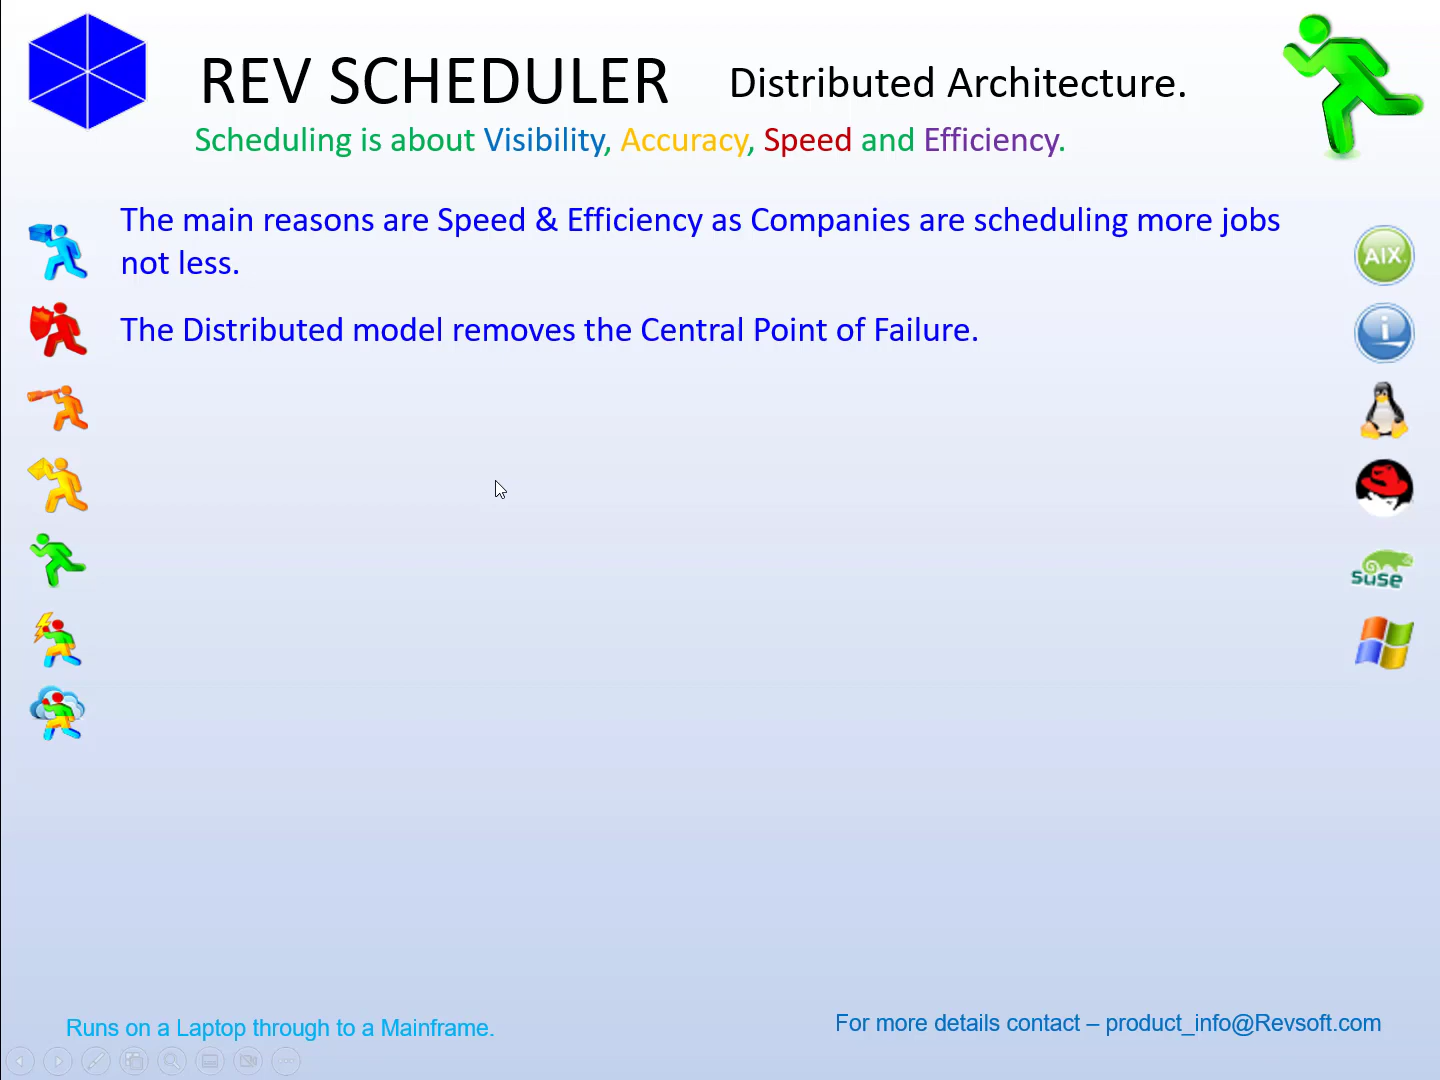 REV SCHEDULER Distributed Architecture.
Scheduling is about Visibility, Accuracy, Speed and Efficiency.
The main reasons are Speed & Efficiency as Companies are scheduling more jobs
not less.
AIX
i
The Distributed model removes the Central Point of Failure.
SUSE
Runs on a Laptop through to a Mainframe.
For more details contact – product_info@Revsoft.com